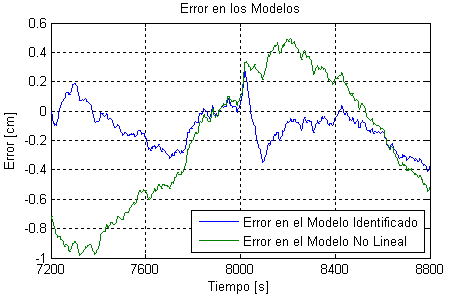 Error en los Modelos
Error [cm]
0.6
0.4
0.2
0
-0.2
-0.4
-0.6
-0.8
-1
Error en el Modelo Identificado
Error en el Modelo No Lineal
7200 7600 8000 8400 8800
Tiempo [s]